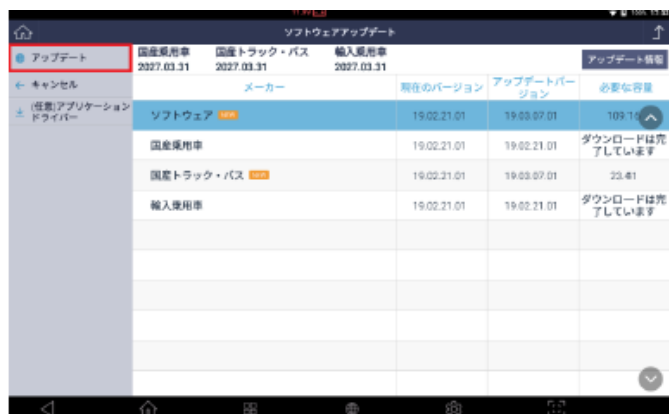 ソフトウェアアップデート
アップデート
キャンセル
(任意)アプリケーション
ドライバー
国産乗用車
2027.03.31
国産トラック・バス
2027.03.31
輸入乗用車
2027.03.31
アップデート情報
メーカー
現在のバージョン
アップデートバー
ジョン
必要な容量
ソフトウェア NEW
19.02.21.01
19.03.07.01
国産乗用車
19.02.21.01
19.02.21.01
ダウンロードは完
了しています
国産トラック・バス NEW
19.02.21.01
19.03.07.01
23.41
輸入乗用車
19.02.21.01
19.02.21.01
ダウンロードは完
了しています